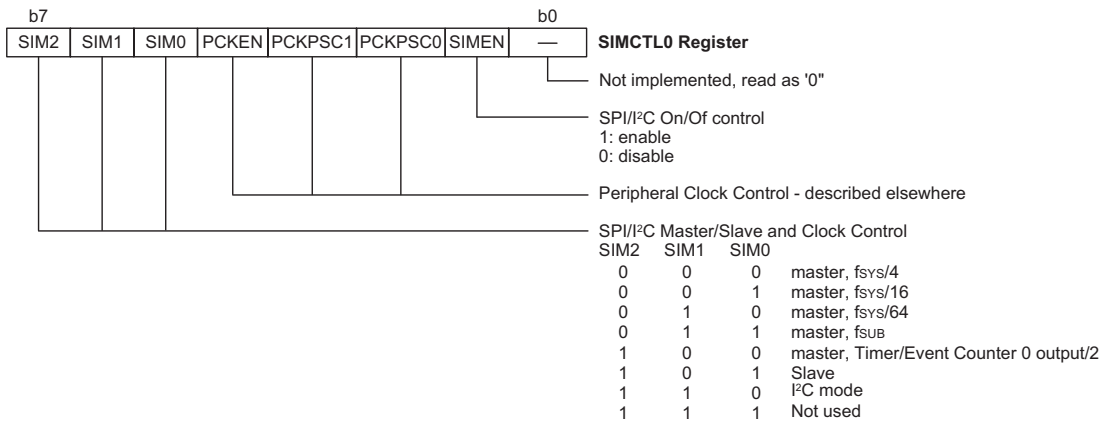 b7 b0
SIM2 SIM1 SIM0 PCKEN PCKPSC1 PCKPSC0 SIMEN — SIMCTL0 Register
Not implemented, read as '0"
SPI/I²C On/Of control
1: enable
0: disable
Peripheral Clock Control - described elsewhere
SPI/I²C Master/Slave and Clock Control
SIM2 SIM1 SIM0
0 0 0 master, fSYS/4
0 0 1 master, fSYS/16
0 1 0 master, fSYS/64
0 1 1 master, fSUB
1 0 0 master, Timer/Event Counter 0 output/2
1 0 1 Slave
1 1 0 I²C mode
1 1 1 Not used